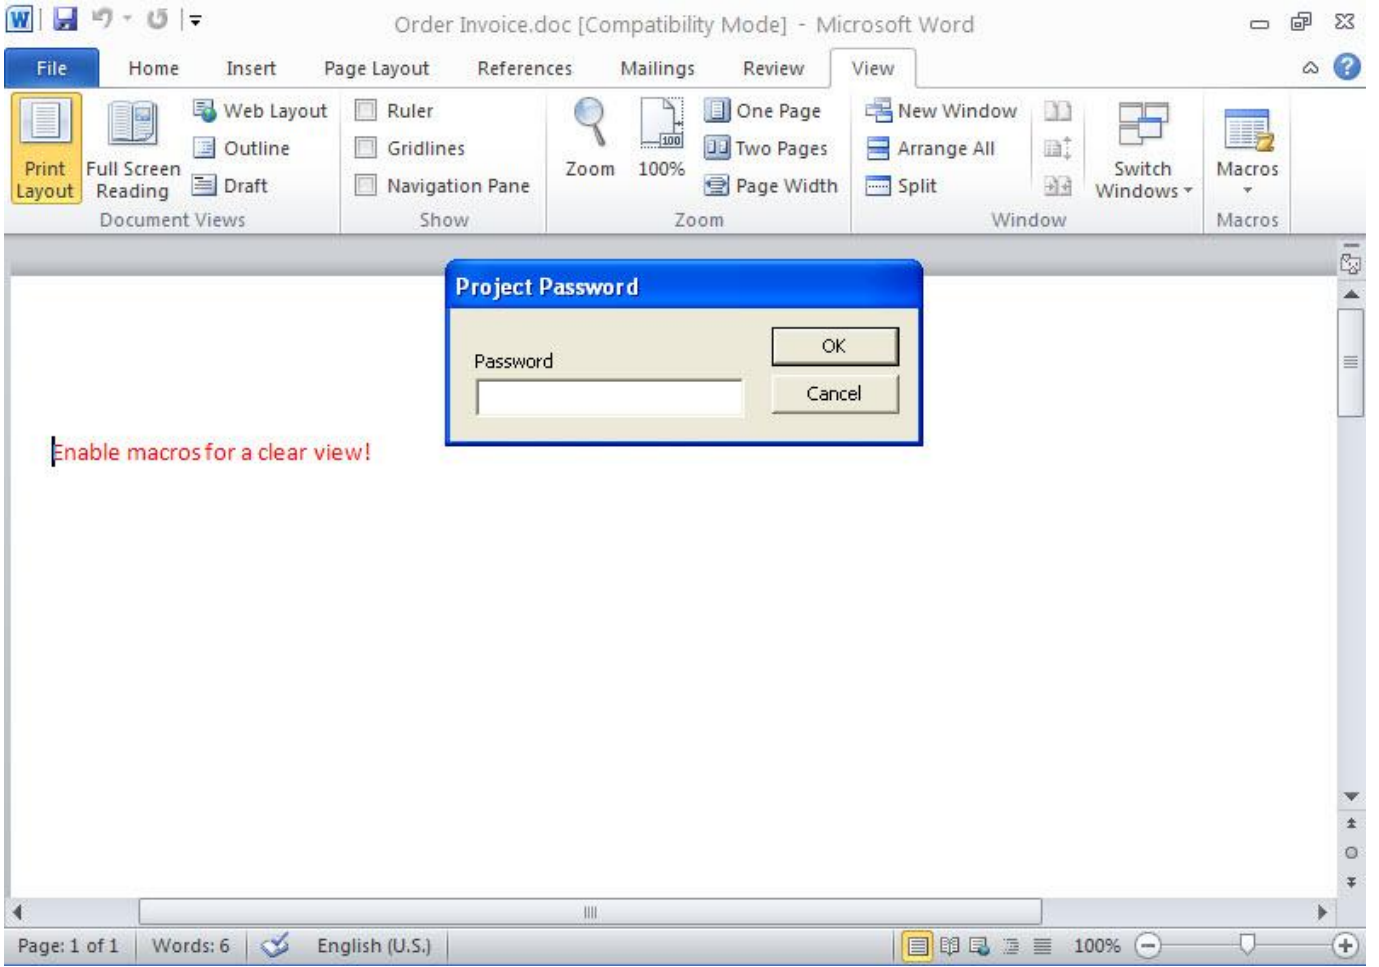 Order Invoice.doc [Compatibility Mode] - Microsoft Word
File Home Insert Page Layout References Mailings Review View
Print Layout
Full Screen Reading
Web Layout
Outline
Draft
Document Views
Ruler
Gridlines
Navigation Pane
Show
Zoom
100
100%
One Page
Two Pages
Page Width
Zoom
New Window
Arrange All
Split
Switch Windows
Window
Macros
Macros
Project Password
Password
OK
Cancel
Enable macros for a clear view!
Page: 1 of 1 Words: 6 English (U.S.) 100%